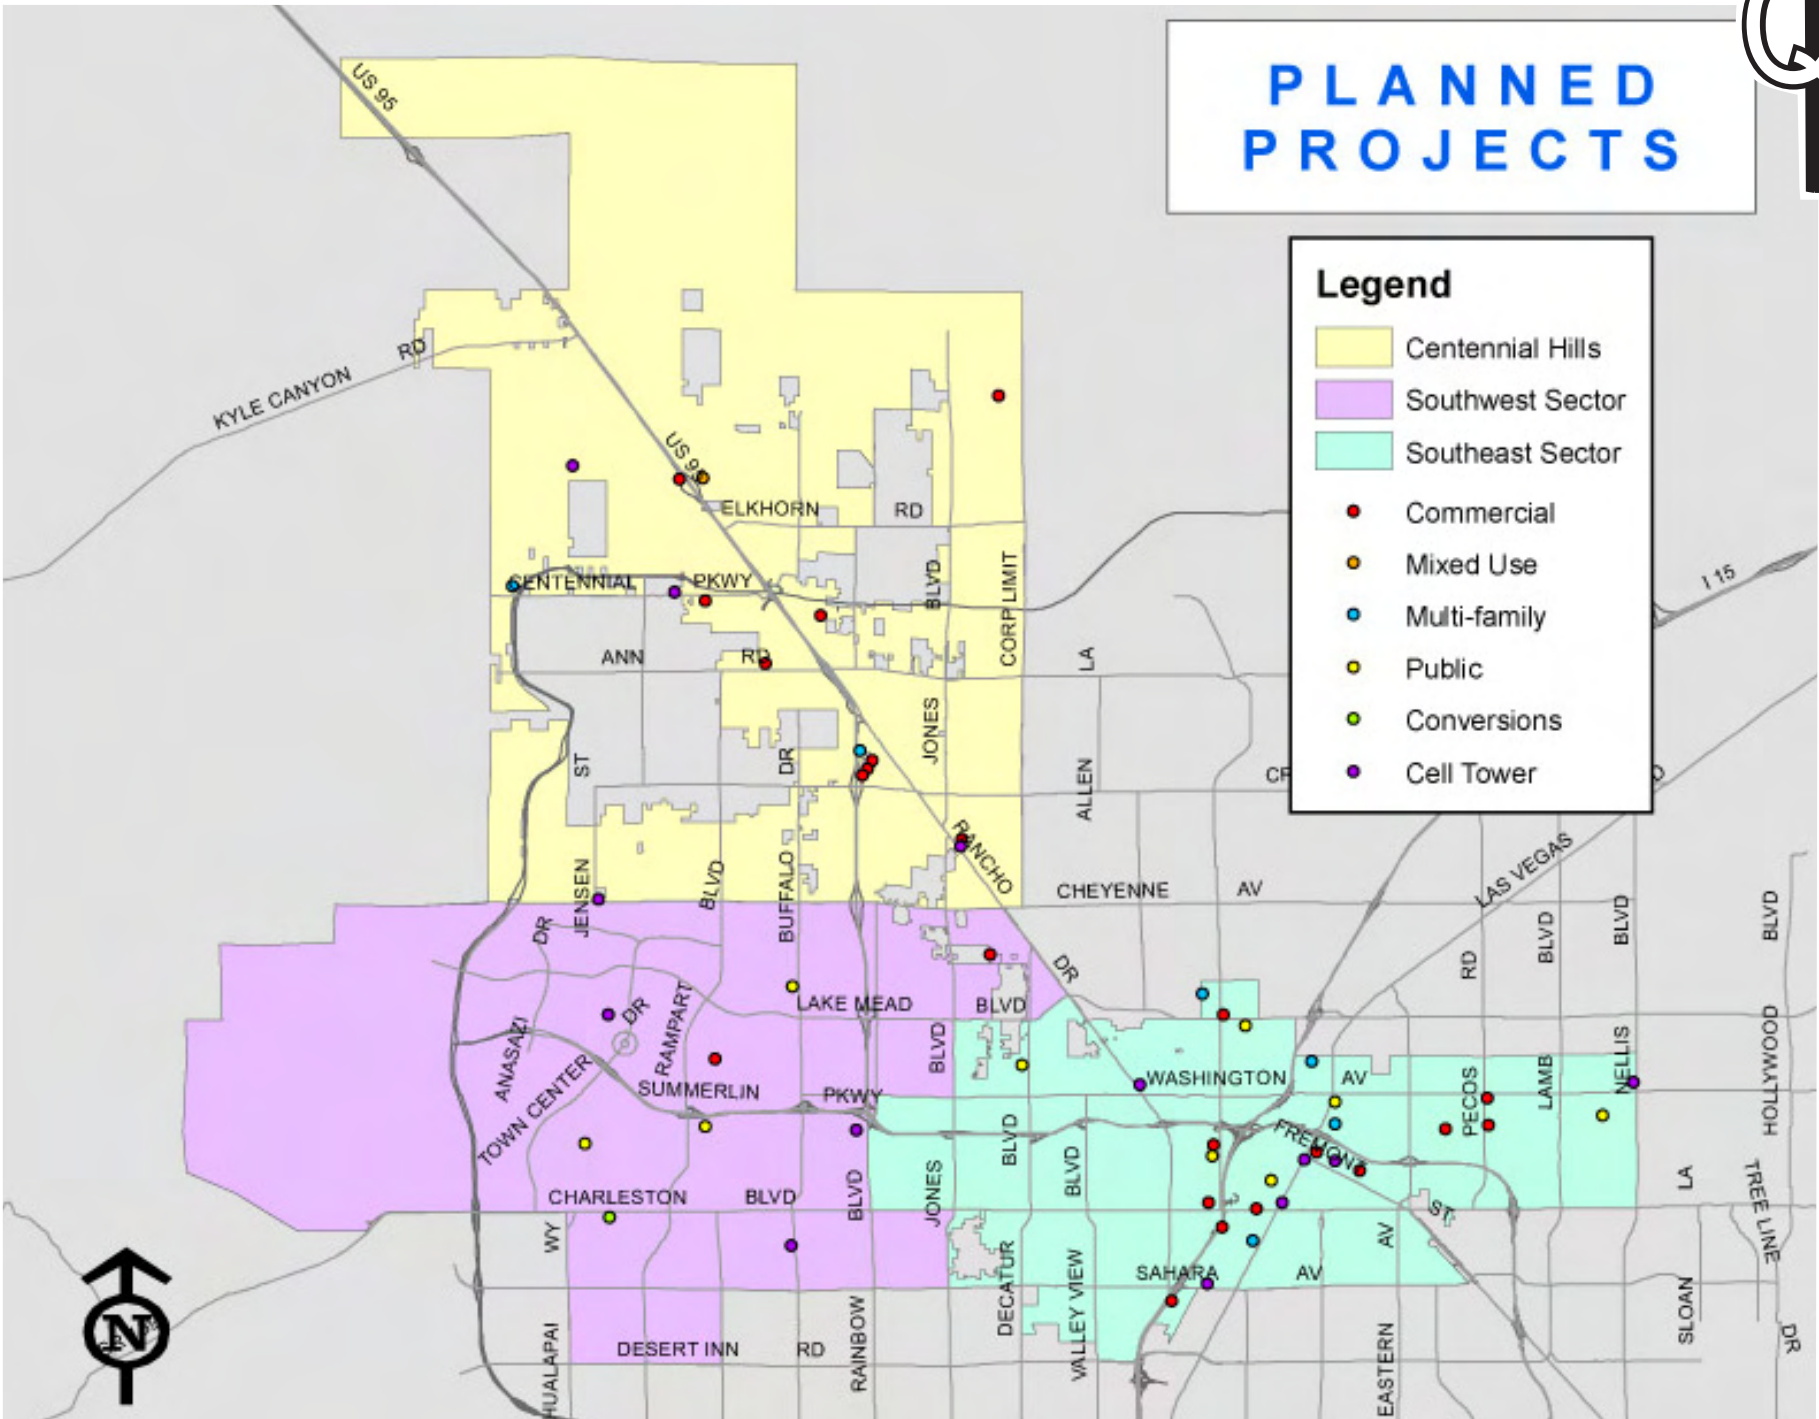 PLANNED
PROJECTS
Legend
Centennial Hills
Southwest Sector
Southeast Sector
Commercial
Mixed Use
Multi-family
Public
Conversions
Cell Tower
US 95
KYLE CANYON
RD
US 95
ELKHORN
RD
I 15
CENTENNIAL
PKWY
BLVD
CORP LIMIT
ANN
RD
LA
JONES
ST
DR
ALLEN
RANCHO
CHEYENNE
AV
LAS VEGAS
JENSEN
BLVD
BUFFALO
DR
DR
RD
BLVD
BLVD
BLVD
LAKE MEAD
BLVD
DR
RAMPART
ANASAZI
BLVD
TOWN CENTER
SUMMERLIN
PKWY
WASHINGTON
AV
PECOS
LAMB
NELLIS
HOLLYWOOD
FREMONT
ST
BLVD
BLVD
CHARLESTON
BLVD
BLVD
JONES
LA
TREE LINE
WY
DECATUR
VALLEY VIEW
SAHARA
AV
AV
SLOAN
DR
HUALAPAI
DESERT INN
RD
RAINBOW
EASTERN
N